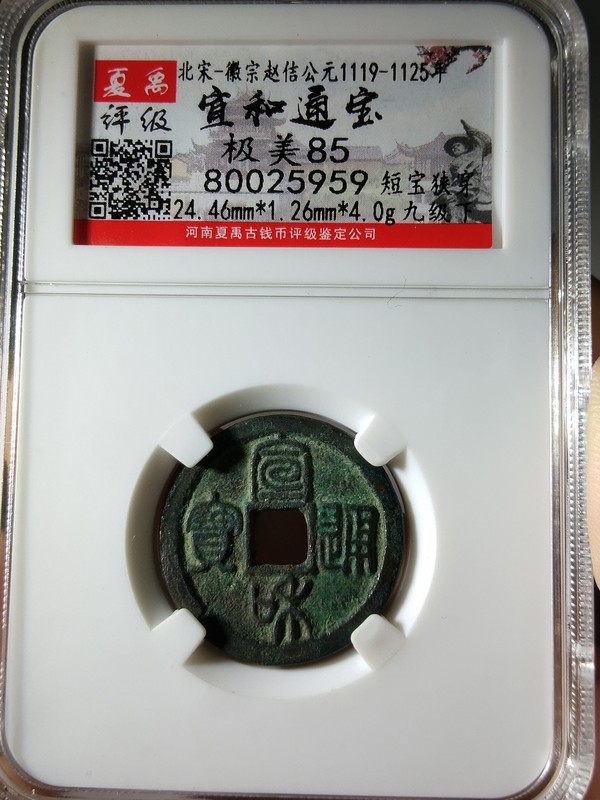 夏禹
评级
北宋-徽宗赵佶公元1119-1125年
宣和通宝
极美85
80025959 短宝狭穿
24.46mm*1.26mm*4.0g 九级下
河南夏禹古钱币评级鉴定公司
宣和通寶